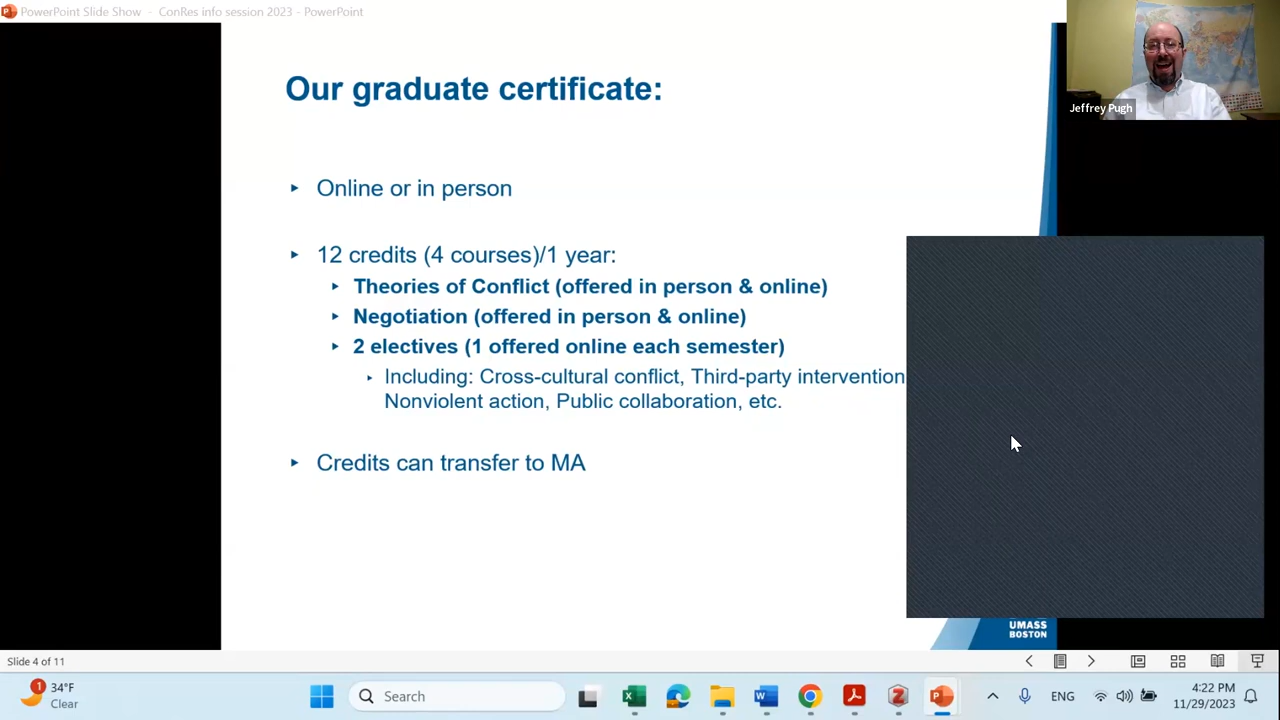 PowerPoint Slide Show - ConRes info session 2023 - PowerPoint
Jeffrey Pugh
Our graduate certificate:
Online or in person
12 credits (4 courses)/1 year:
Theories of Conflict (offered in person & online)
Negotiation (offered in person & online)
2 electives (1 offered online each semester)
Including: Cross-cultural conflict, Third-party intervention
Nonviolent action, Public collaboration, etc.
Credits can transfer to MA
UMASS
BOSTON
Slide 4 of 11
1
34°F
Clear
Search
ENG
4:22 PM
11/29/2023